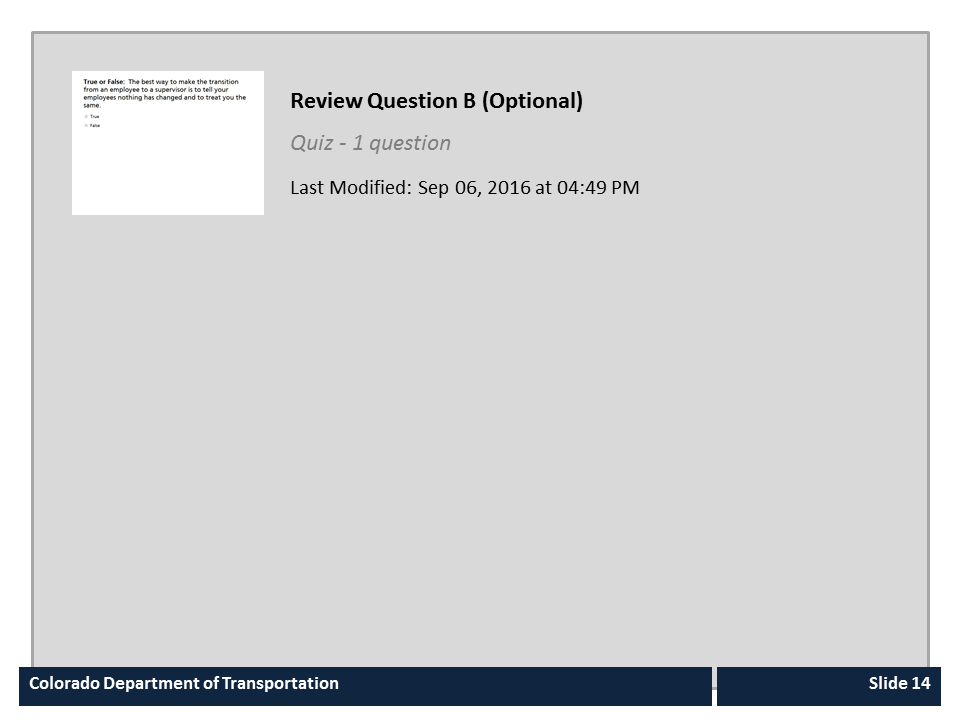 True or False: The best way to make the transition
from an employee to a supervisor is to tell your
employees nothing has changed and to treat you the
same.
True
False
Review Question B (Optional)
Quiz - 1 question
Last Modified: Sep 06, 2016 at 04:49 PM
Colorado Department of Transportation
Slide 14